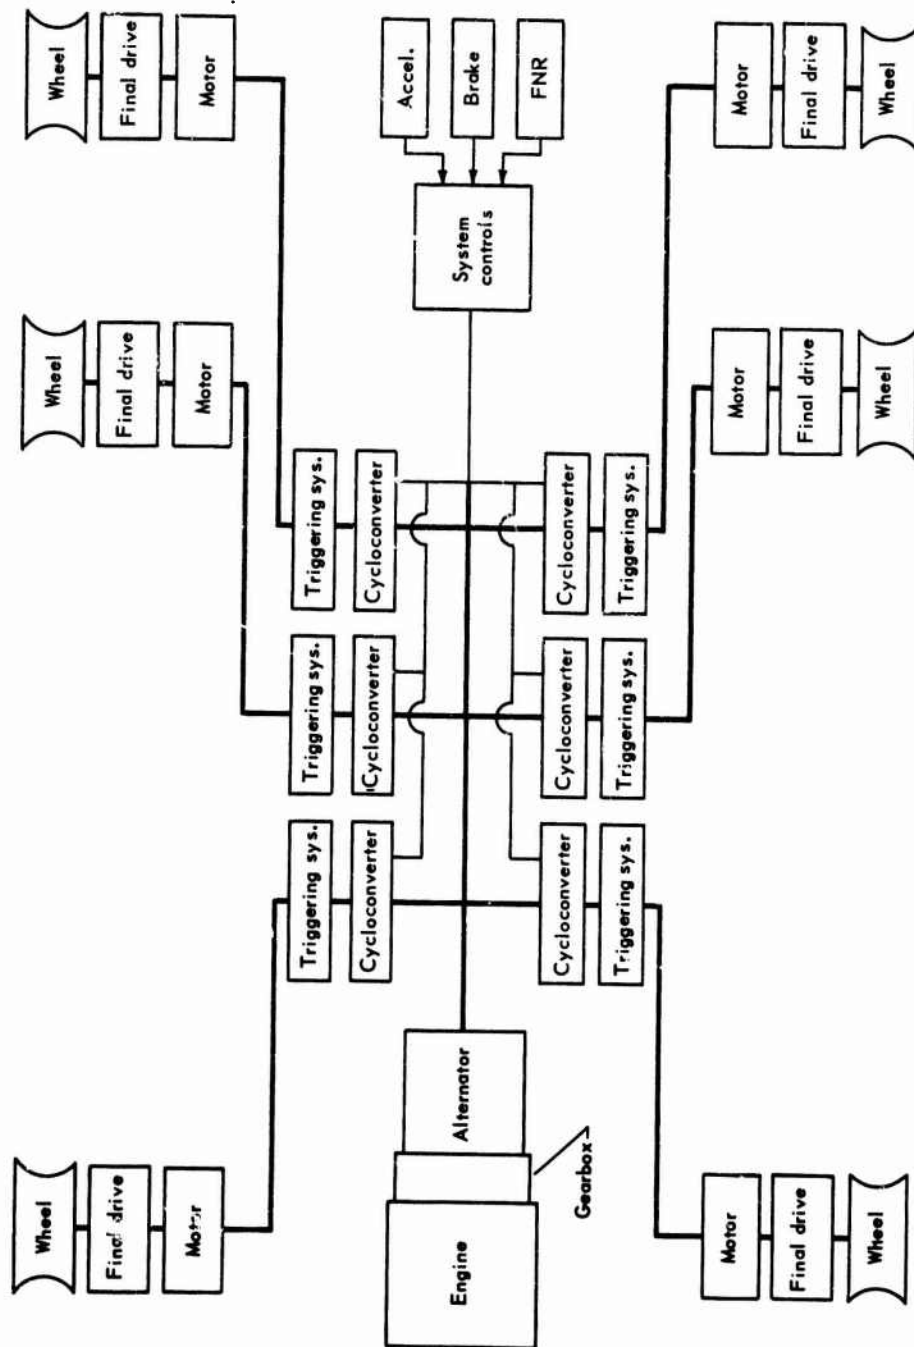 Wheel
Wheel
Wheel
Final drive
Final drive
Final drive
Motor
Motor
Motor
Triggering sys.
Triggering sys.
Triggering sys.
Cycloconverter
Cycloconverter
Cycloconverter
Accel.
Engine
Alternator
System
controls
Brake
FNR
Gearbox
Cycloconverter
Cycloconverter
Cycloconverter
Triggering sys.
Triggering sys.
Triggering sys.
Motor
Motor
Motor
Final drive
Final drive
Final drive
Wheel
Wheel
Wheel